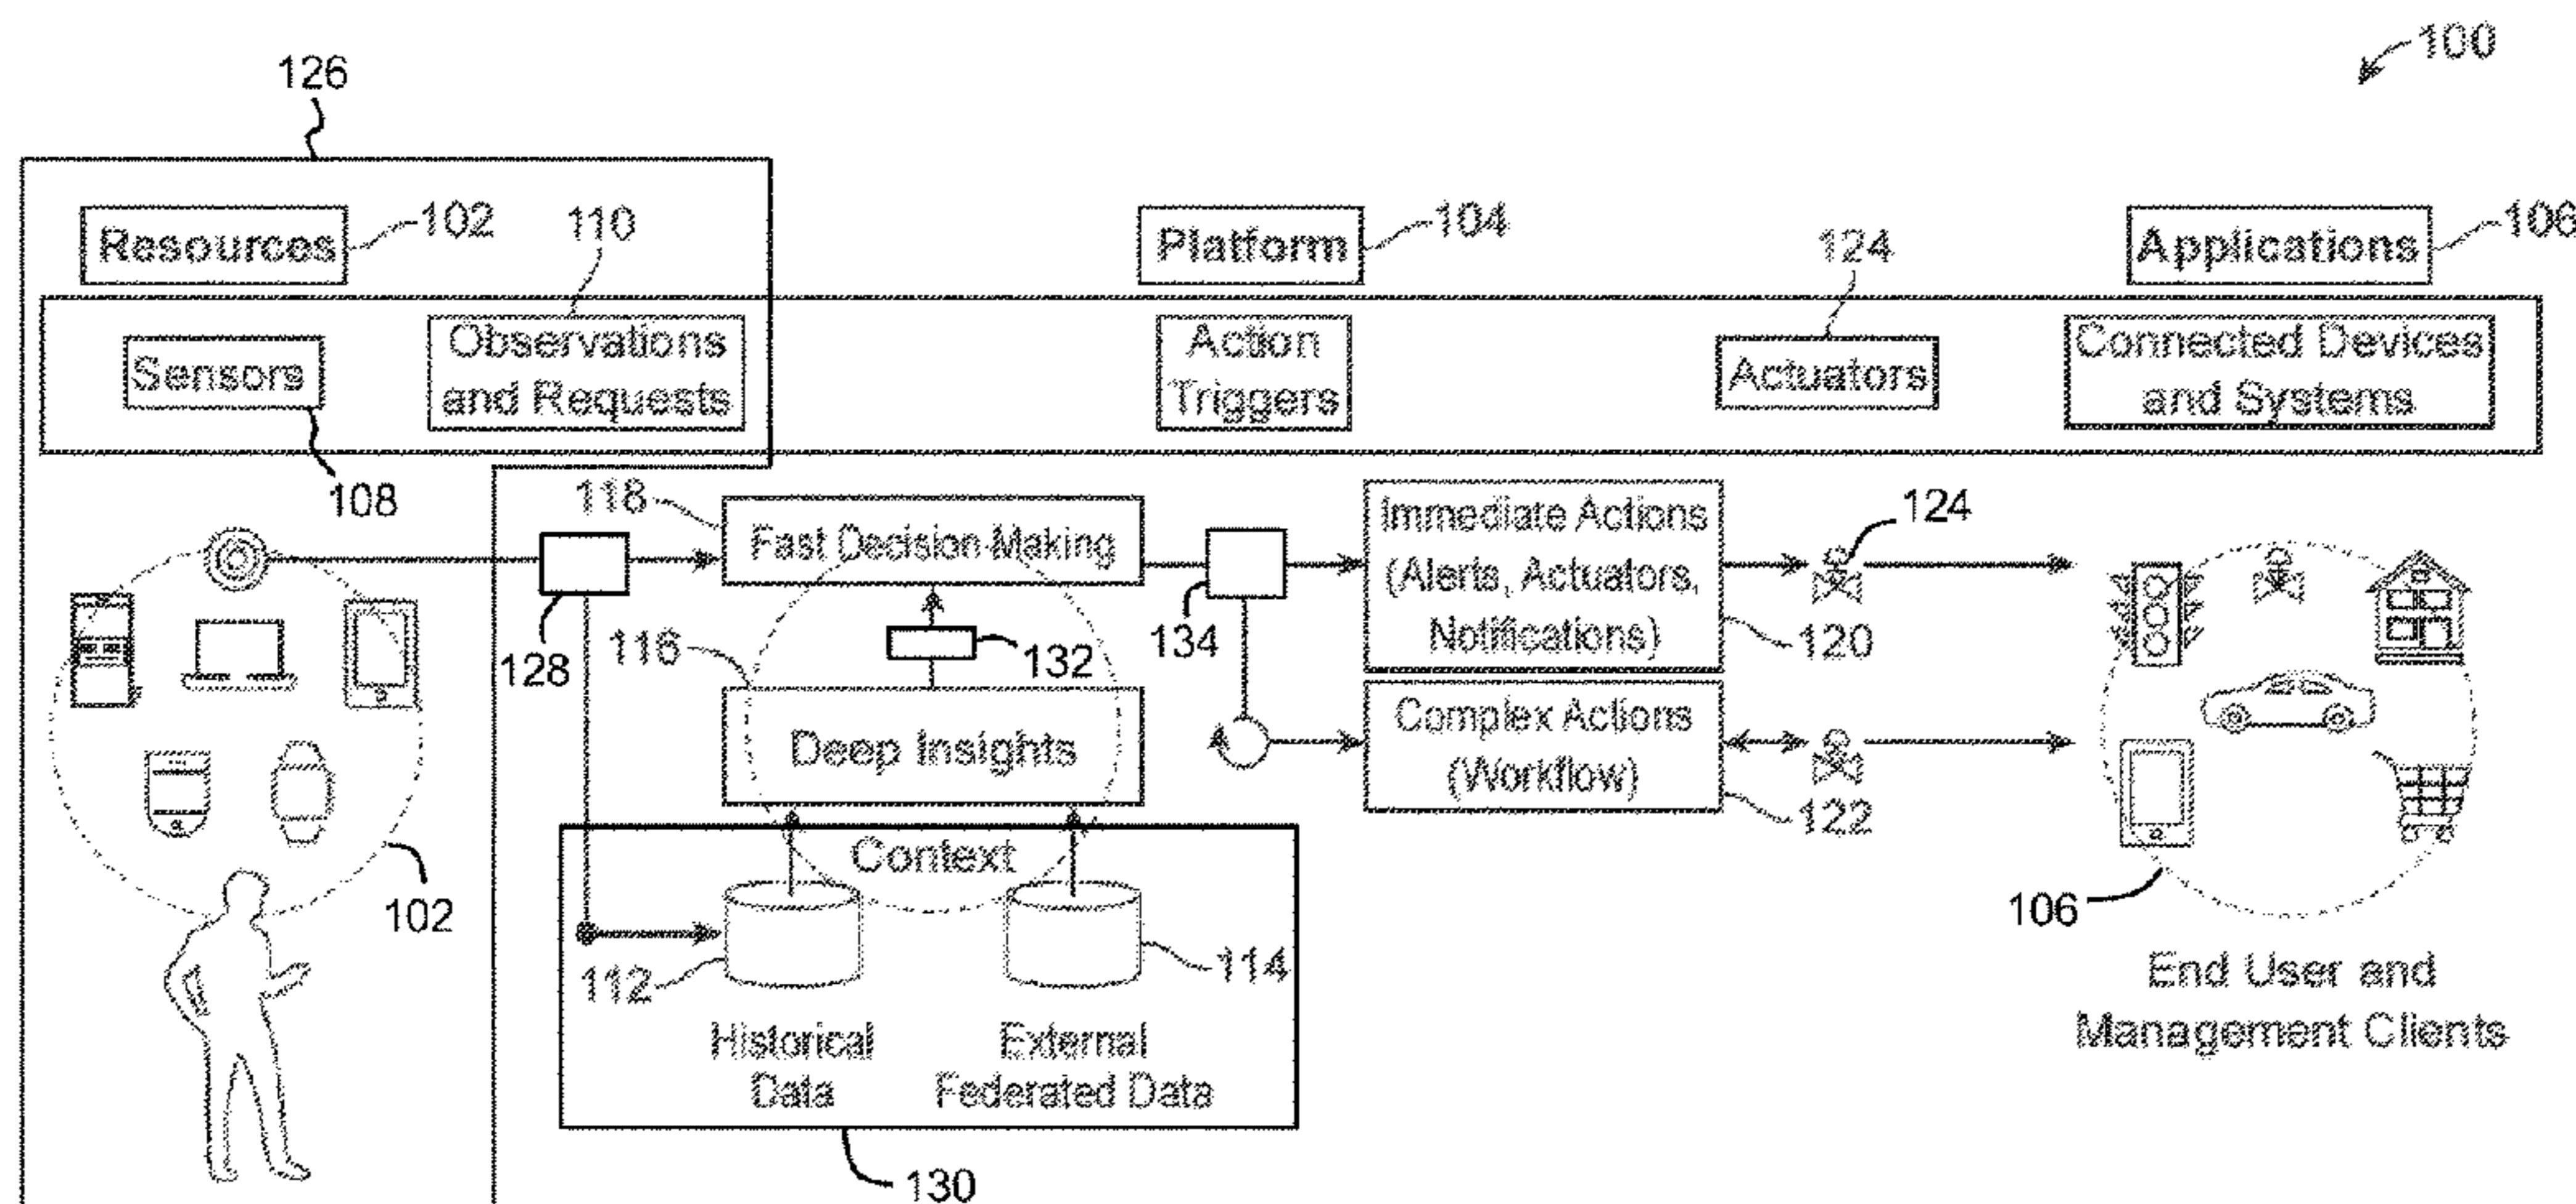 100
126
Resources
102
110
Platform
104
124
Applications
106
Sensors
Observations
and Requests
Action
Triggers
Actuators
Connected Devices
and Systems
108
118
Fast Decision-Making
128
116
132
134
Deep Insights
Immediate Actions
(Alerts, Actuators,
Notifications)
120
124
Complex Actions
(Workflow)
122
102
Context
112
114
Historical
Data
External
Federated Data
130
106
End User and
Management Clients